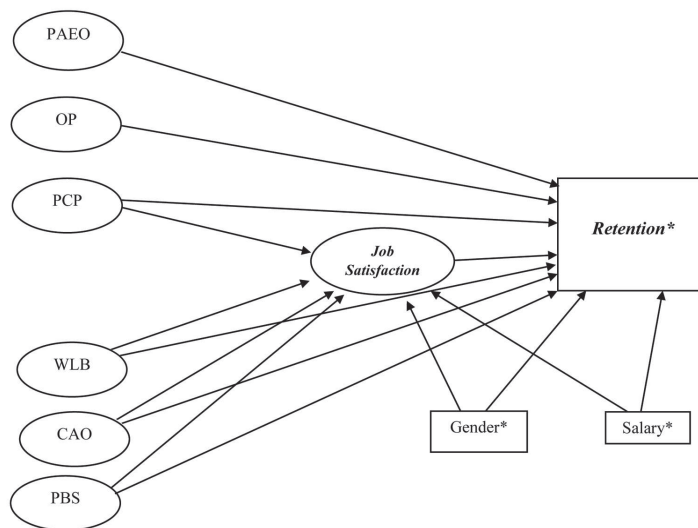 PAEO
OP
PCP
Retention*
Job
Satisfaction
WLB
CAO
Gender*
Salary*
PBS